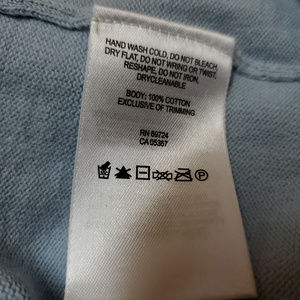 HAND WASH COLD, DO NOT BLEACH,
DRY FLAT, DO NOT WRING OR TWIST,
RESHAPE, DO NOT IRON,
DRYCLEANABLE
BODY: 100% COTTON
EXCLUSIVE OF TRIMMING
RN 89724
CA 05367
P